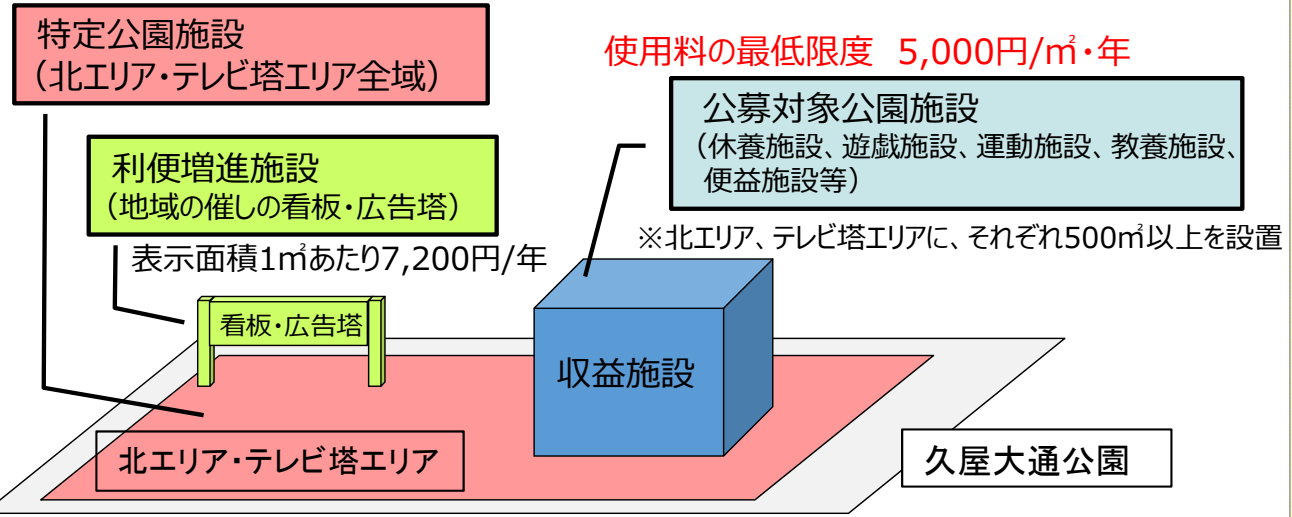 特定公園施設
（北エリア・テレビ塔エリア全域）
使用料の最低限度 5,000円/㎡・年
公募対象公園施設
（休養施設、遊戯施設、運動施設、教養施設、
便益施設等）
利便増進施設
（地域の催しの看板・広告塔）
※北エリア、テレビ塔エリアに、それぞれ500㎡以上を設置
表示面積1㎡あたり7,200円/年
看板・広告塔
収益施設
北エリア・テレビ塔エリア
久屋大通公園